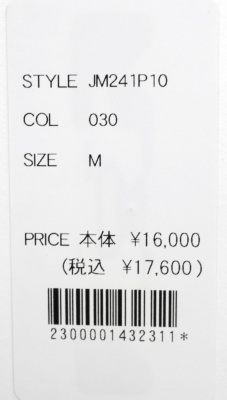 STYLE JM241P10
COL 030
SIZE M
PRICE 本体 ¥16,000
(税込 ¥17,600)
2300001432311*